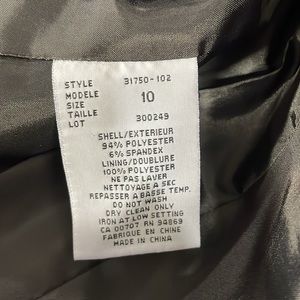 STYLE 31750-102
MODELE
SIZE 10
TAILLE
LOT 300249
SHELL/EXTERIEUR
94% POLYESTER
6% SPANDEX
LINING/DOUBLURE
100% POLYESTER
NE PAS LAVER
NETTOYAGE A SEC
REPASSER A BASSE TEMP.
DO NOT WASH
DRY CLEAN ONLY
IRON AT LOW SETTING
CA 00707 RN 94869
FABRIQUE EN CHINE
MADE IN CHINA